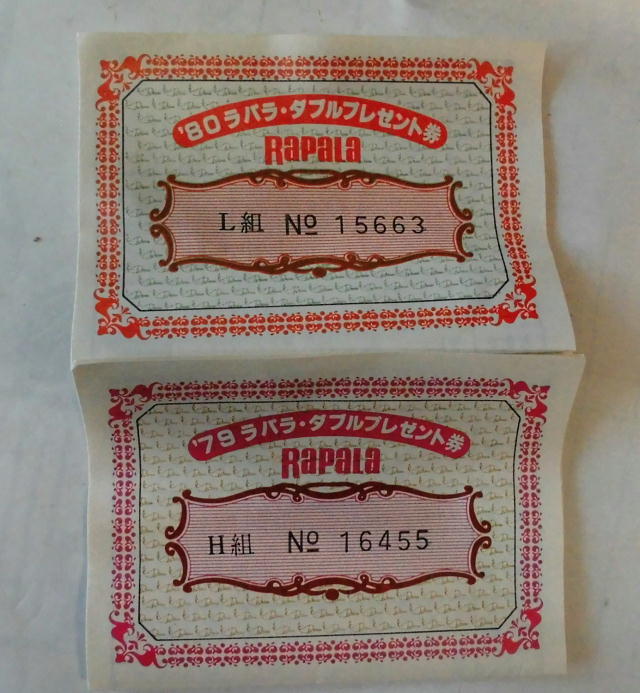 '80ラパラ・ダブルプレゼント券
RAPALA
L組 No 15663
'79ラパラ・ダブルプレゼント券
RAPALA
H組 No 16455